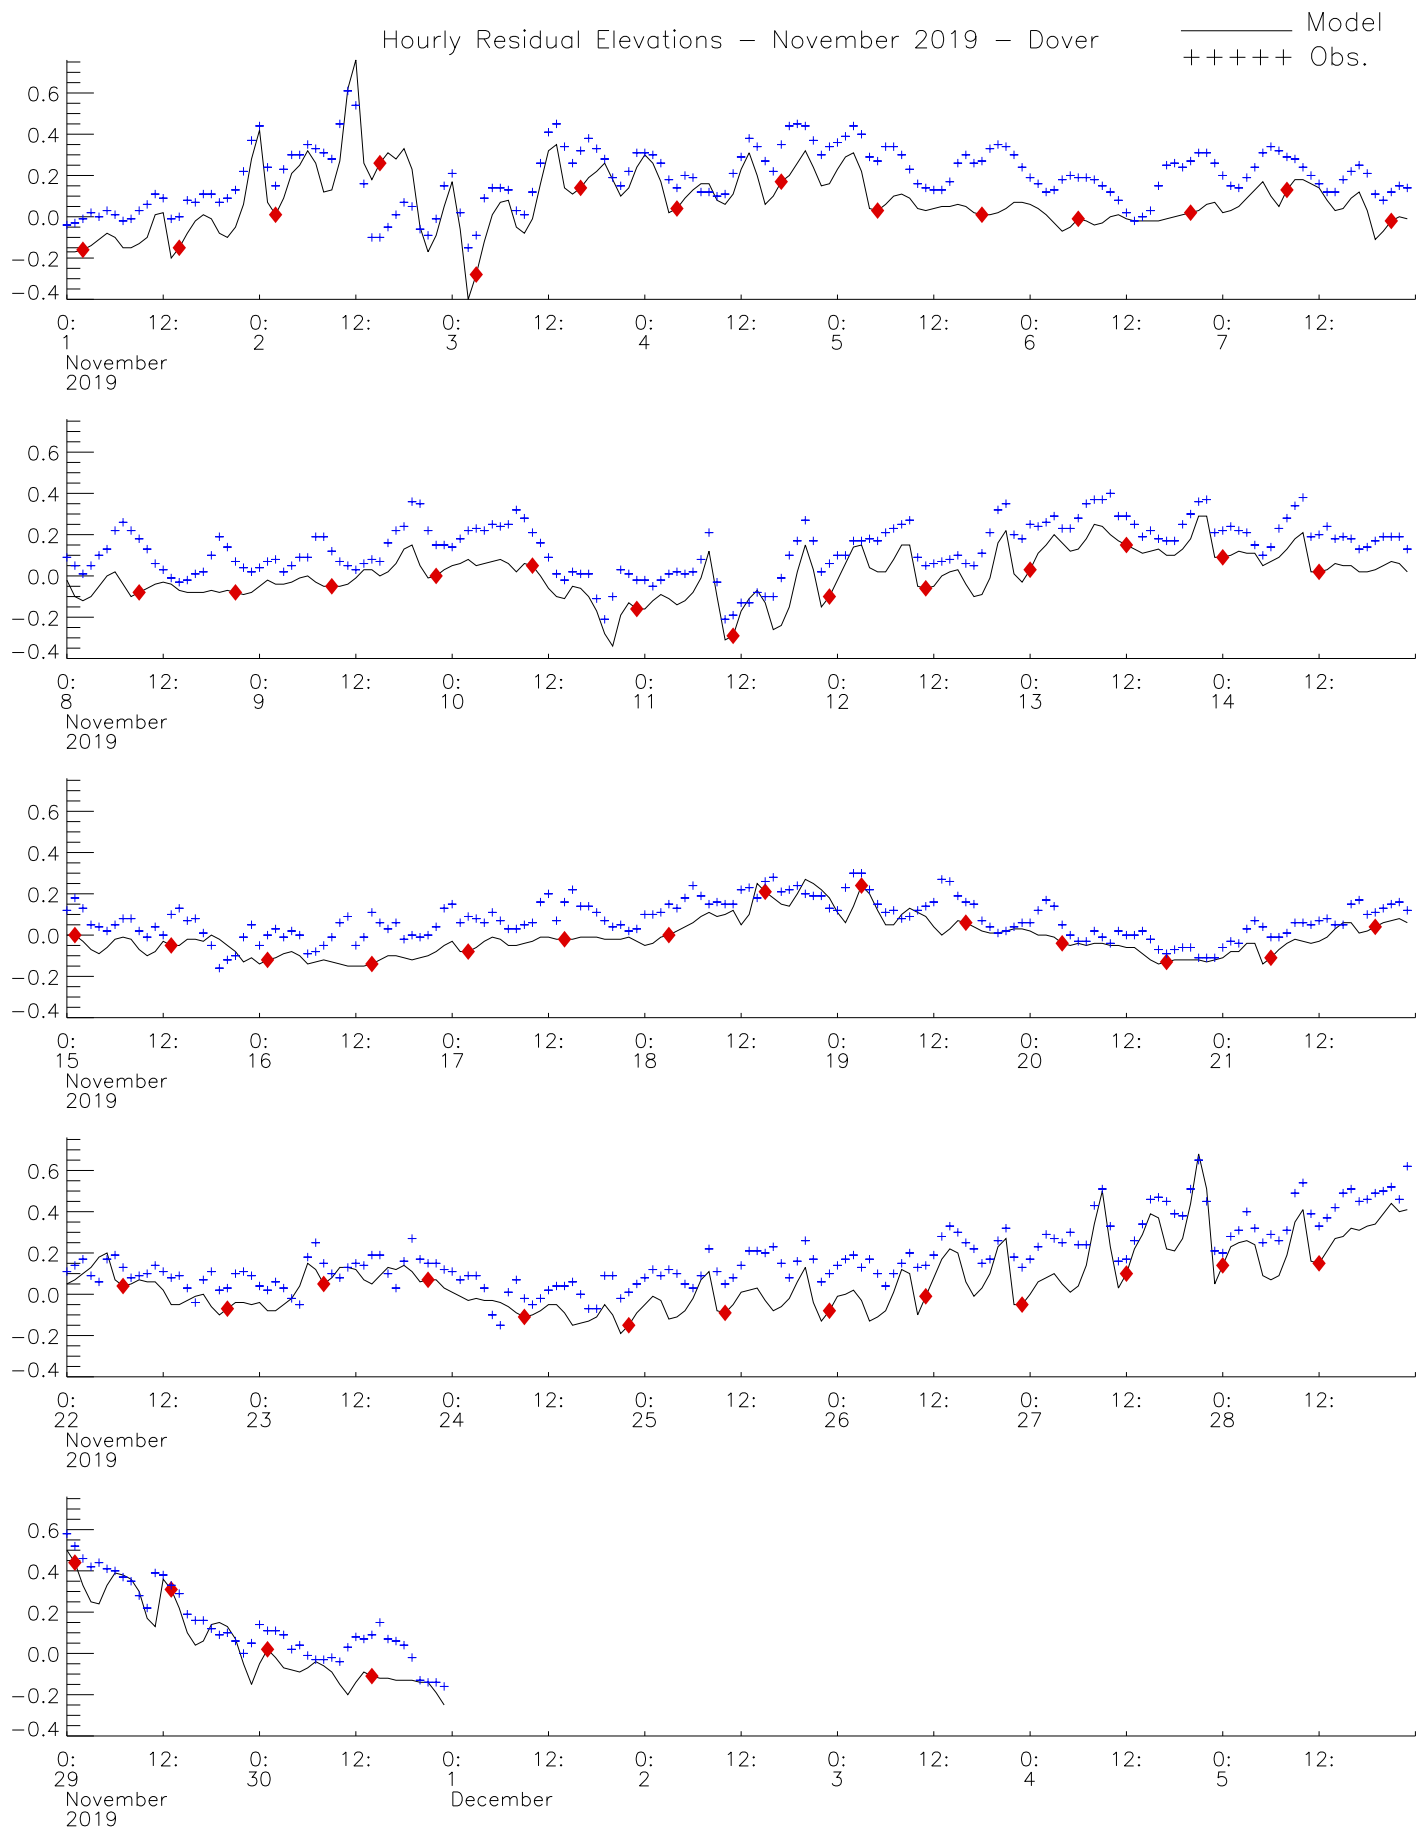 Hourly Residual Elevations − November 2019 − Dover
Model
+++++ Obs.
0.6
0.4
0.2
0.0
−0.2
−0.4
0: 12: 0: 12: 0: 12: 0: 12: 0: 12: 0: 12: 0: 12:
1 2 3 4 5 6 7
November
2019
0.6
0.4
0.2
0.0
−0.2
−0.4
0: 12: 0: 12: 0: 12: 0: 12: 0: 12: 0: 12: 0: 12:
8 9 10 11 12 13 14
November
2019
0.6
0.4
0.2
0.0
−0.2
−0.4
0: 12: 0: 12: 0: 12: 0: 12: 0: 12: 0: 12: 0: 12:
15 16 17 18 19 20 21
November
2019
0.6
0.4
0.2
0.0
−0.2
−0.4
0: 12: 0: 12: 0: 12: 0: 12: 0: 12: 0: 12: 0: 12:
22 23 24 25 26 27 28
November
2019
0.6
0.4
0.2
0.0
−0.2
−0.4
0: 12: 0: 12: 0: 12: 0: 12: 0: 12: 0: 12: 0: 12:
29 30 1 2 3 4 5
November December
2019